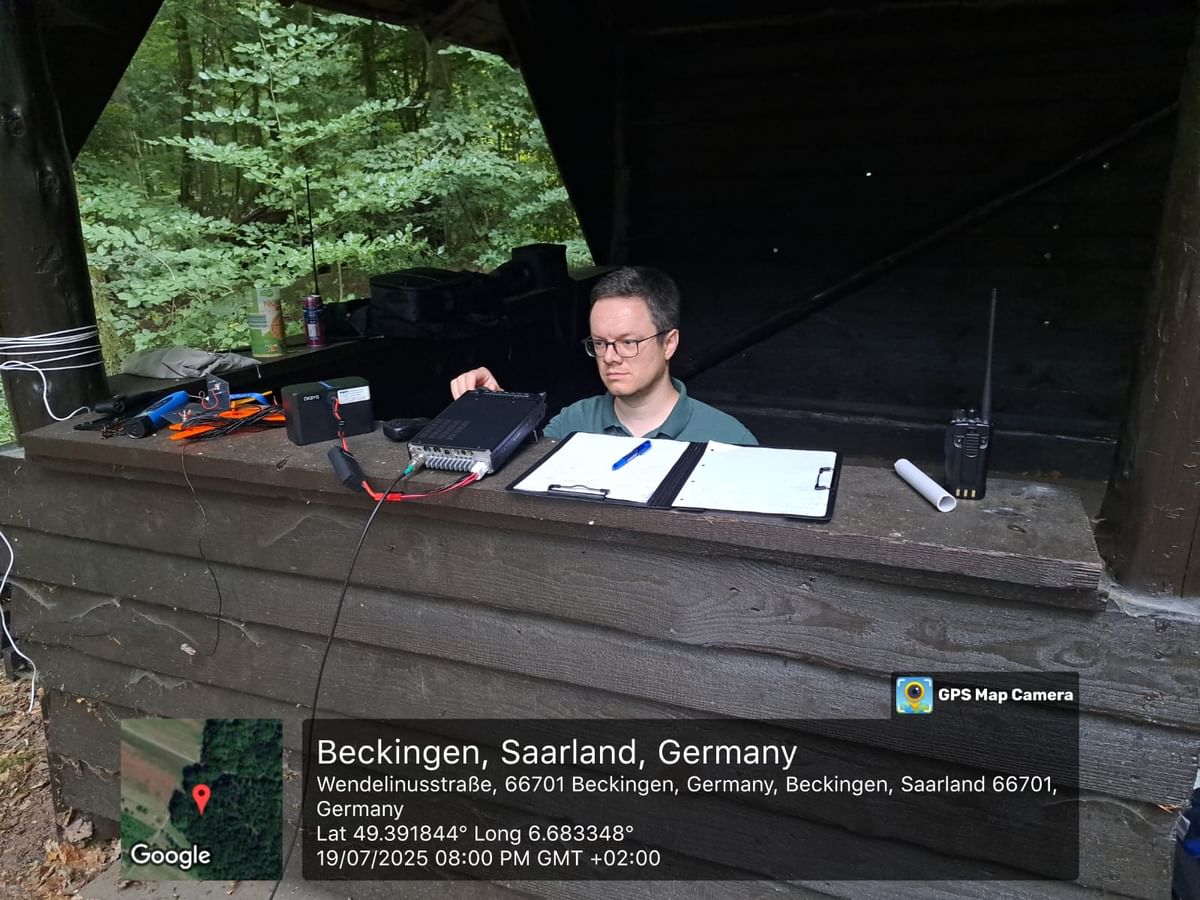 GPS Map Camera
Beckingen, Saarland, Germany
Wendelinusstraße, 66701 Beckingen, Germany, Beckingen, Saarland 66701,
Germany
Lat 49.391844° Long 6.683348°
19/07/2025 08:00 PM GMT +02:00
Google